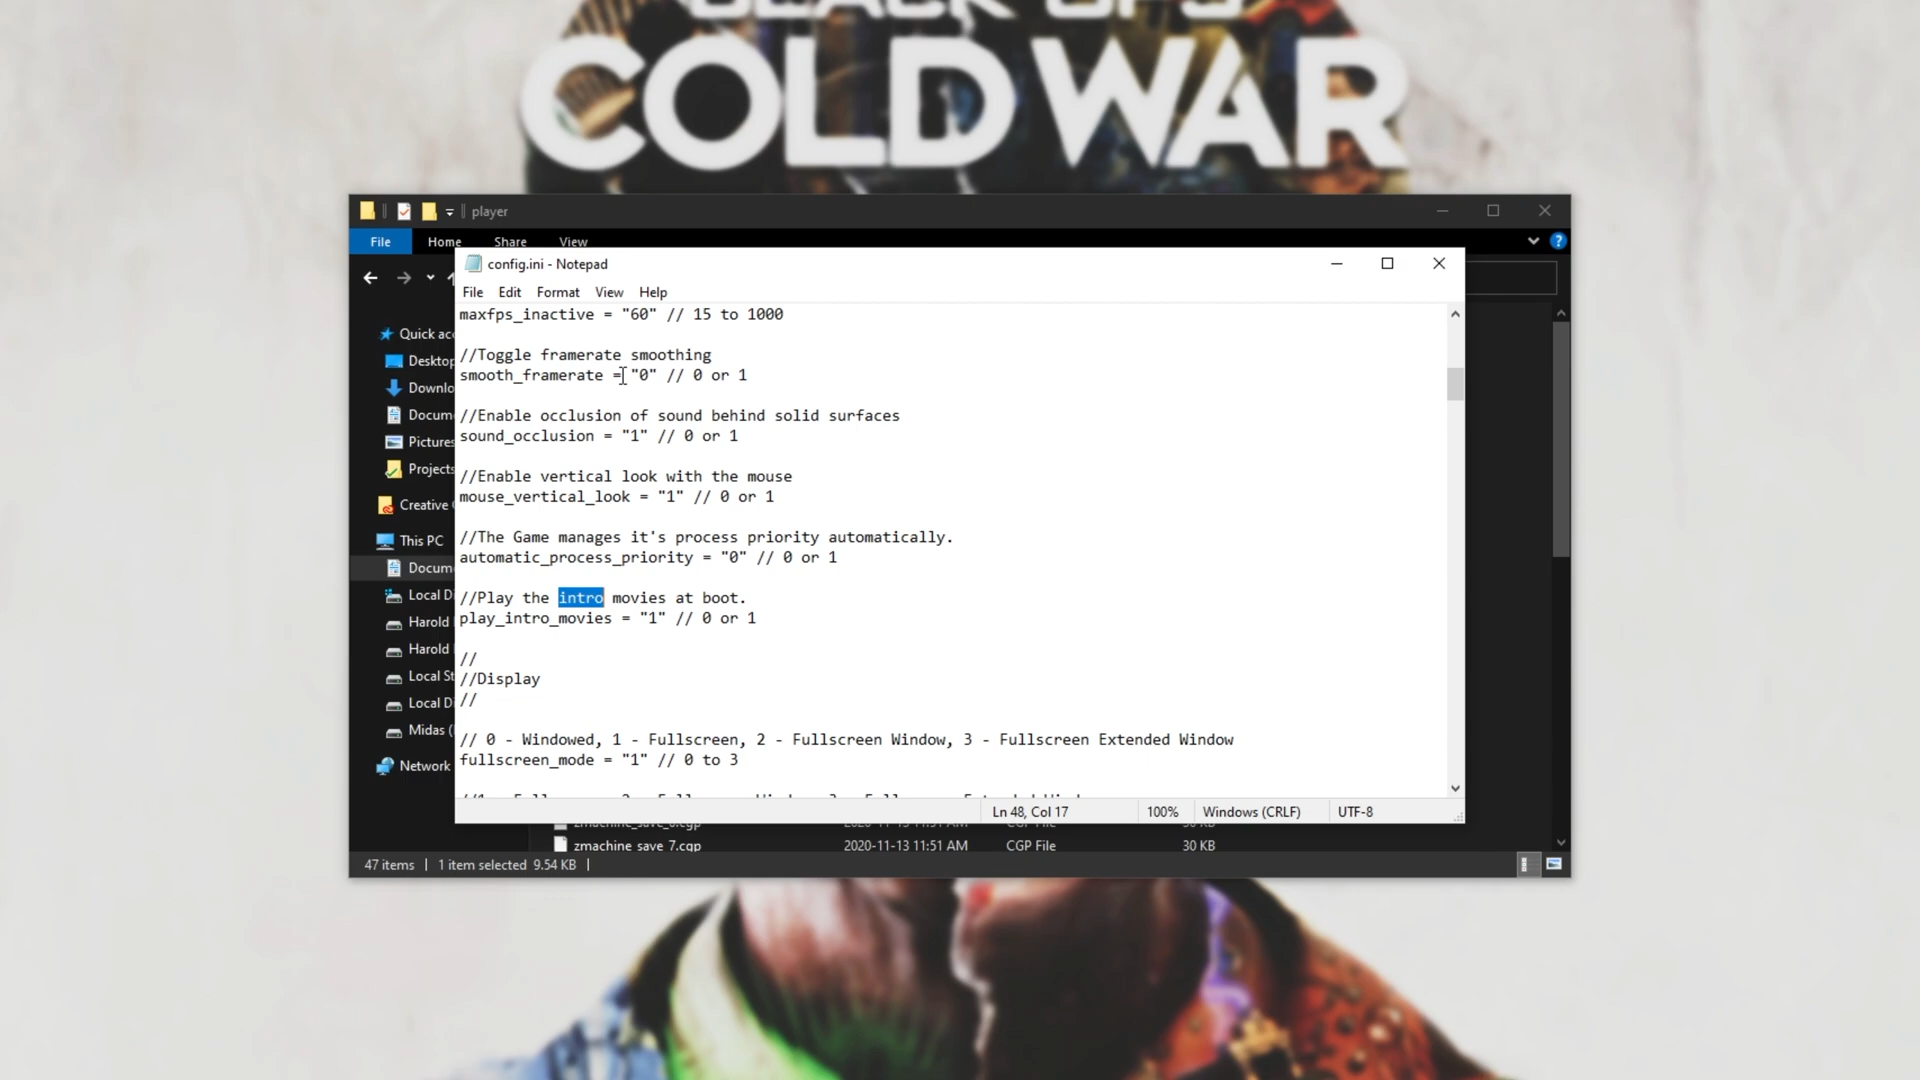 COLD WAR
player
File Home Share View
config.ini - Notepad
File Edit Format View Help
maxfps_inactive = "60" // 15 to 1000
//Toggle framerate smoothing
smooth_framerate = "0" // 0 or 1
//Enable occlusion of sound behind solid surfaces
sound_occlusion = "1" // 0 or 1
//Enable vertical look with the mouse
mouse_vertical_look = "1" // 0 or 1
//The Game manages it's process priority automatically.
automatic_process_priority = "0" // 0 or 1
//Play the intro movies at boot.
play_intro_movies = "1" // 0 or 1
//
//Display
//
// 0 - Windowed, 1 - Fullscreen, 2 - Fullscreen Window, 3 - Fullscreen Extended Window
fullscreen_mode = "1" // 0 to 3
Ln 48, Col 17 100% Windows (CRLF) UTF-8
Quick ac
Desktop
Downlo
Docum
Pictures
Projects
Creative
This PC
Docum
Local Di
Harold
Harold
Local St
Local D
Midas (
Network
zmachine_save_7.cgp 2020-11-13 11:51 AM CGP File 30 KB
47 items 1 item selected 9.54 KB